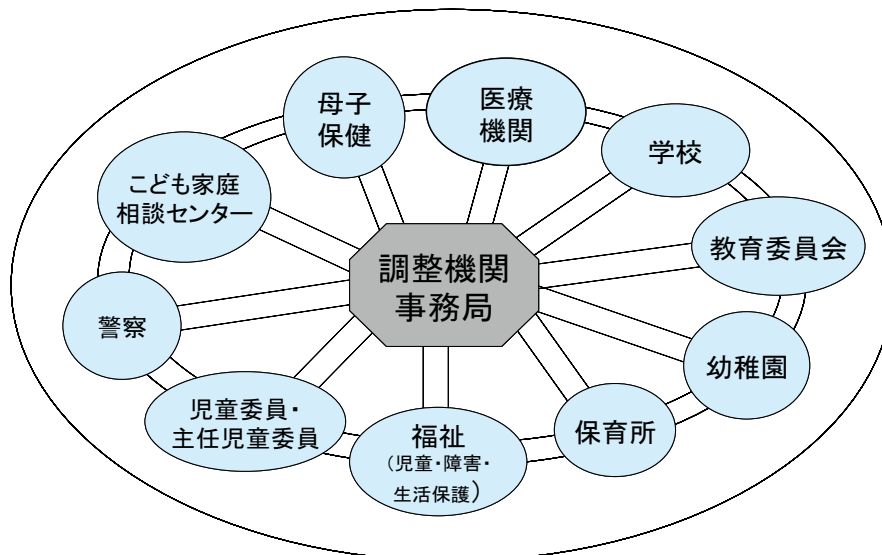 母子
保健
医療
機関
学校
こども家庭
相談センター
教育委員会
調整機関
事務局
警察
幼稚園
児童委員・
主任児童委員
福祉
(児童・障害・
生活保護)
保育所